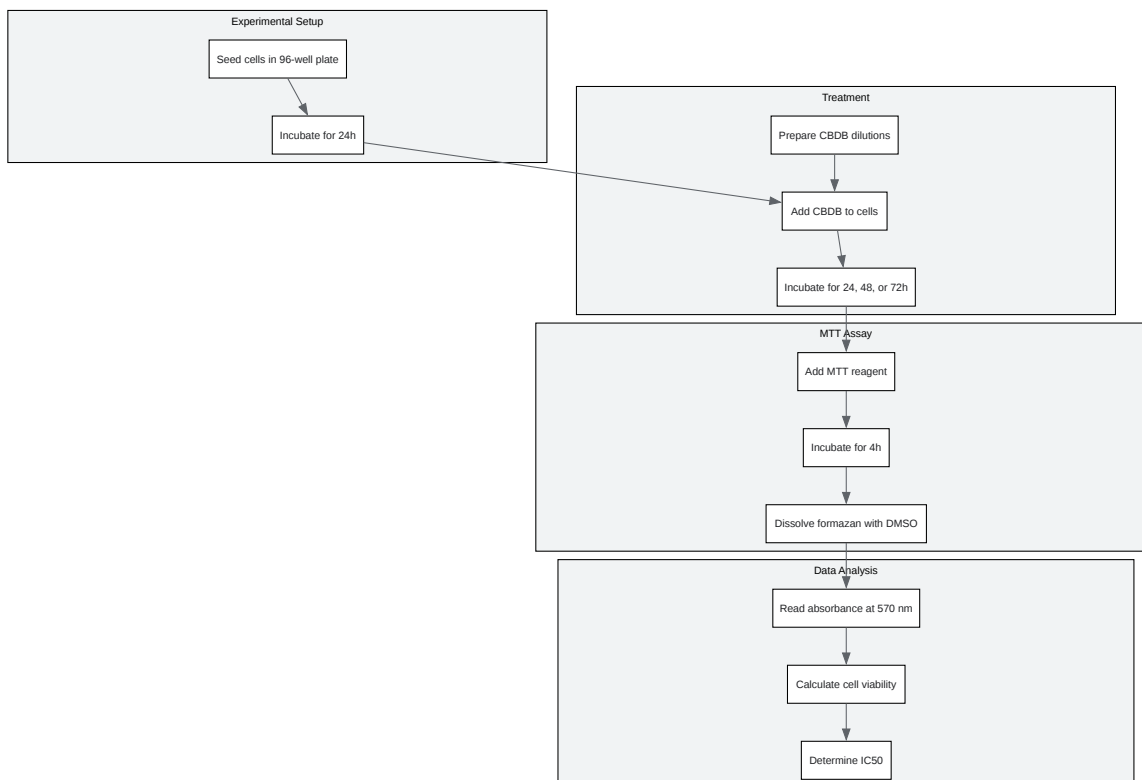 Experimental Setup
Seed cells in 96-well plate
Incubate for 24h
Treatment
Prepare CBDB dilutions
Add CBDB to cells
Incubate for 24, 48, or 72h
MTT Assay
Add MTT reagent
Incubate for 4h
Dissolve formazan with DMSO
Data Analysis
Read absorbance at 570 nm
Calculate cell viability
Determine IC50